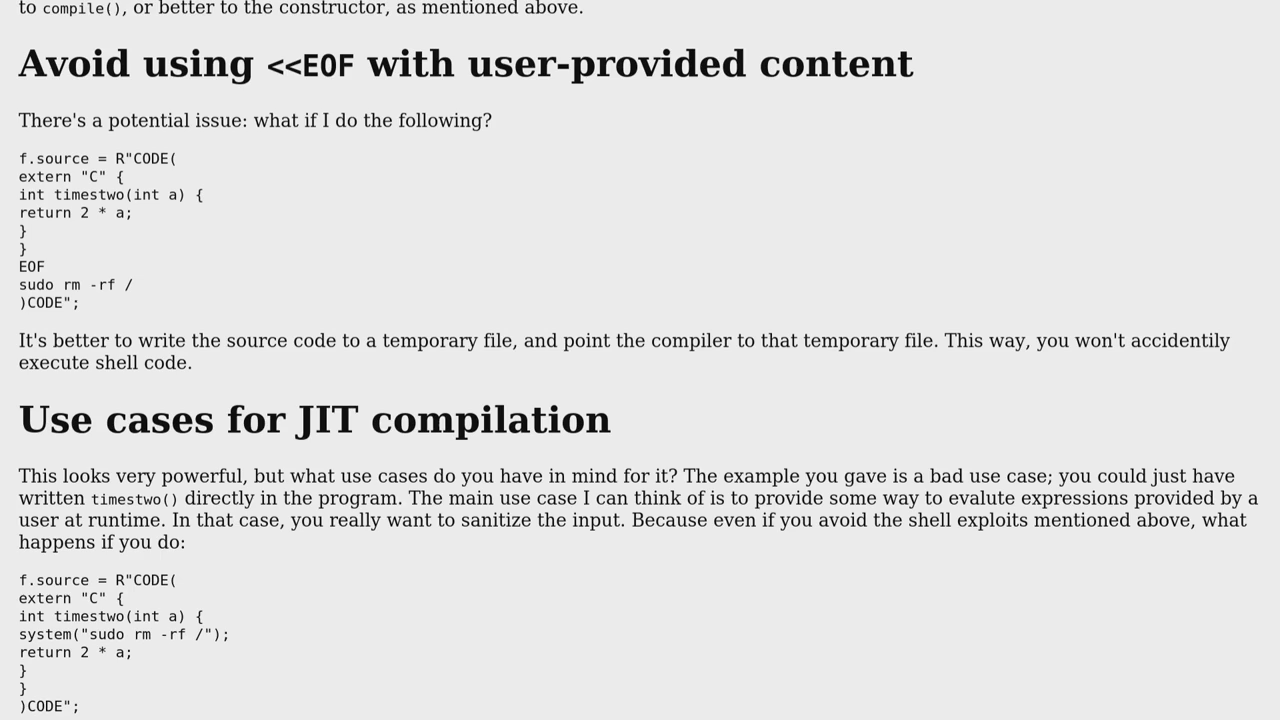 to compile(), or better to the constructor, as mentioned above.
Avoid using <<EOF with user-provided content
There's a potential issue: what if I do the following?
f.source = R"CODE(
extern "C" {
int timestwo(int a) {
return 2 * a;
}
}
EOF
sudo rm -rf /
)CODE";
It's better to write the source code to a temporary file, and point the compiler to that temporary file. This way, you won't accidentily
execute shell code.
Use cases for JIT compilation
This looks very powerful, but what use cases do you have in mind for it? The example you gave is a bad use case; you could just have
written timestwo() directly in the program. The main use case I can think of is to provide some way to evalute expressions provided by a
user at runtime. In that case, you really want to sanitize the input. Because even if you avoid the shell exploits mentioned above, what
happens if you do:
f.source = R"CODE(
extern "C" {
int timestwo(int a) {
system("sudo rm -rf /");
return 2 * a;
}
}
)CODE";